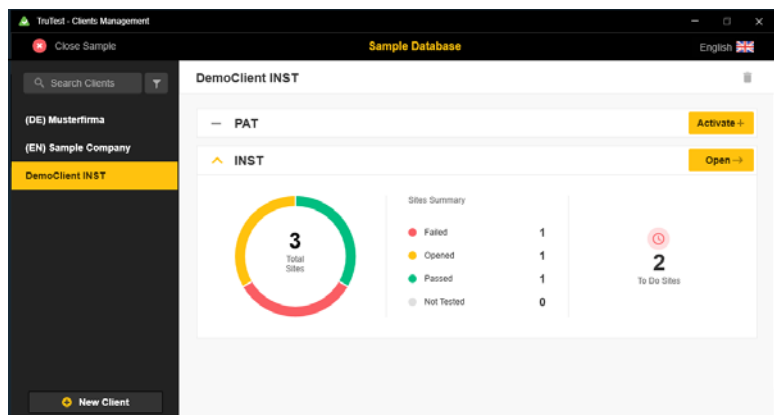 TruTest - Clients Management
Close Sample
Sample Database
English
Search Clients
DemoClient INST
(DE) Musterfirma
(EN) Sample Company
DemoClient INST
PAT
Activate
INST
Open
3
Total
Sites
Sites Summary
Failed 1
Opened 1
Passed 1
Not Tested 0
2
To Do Sites
New Client